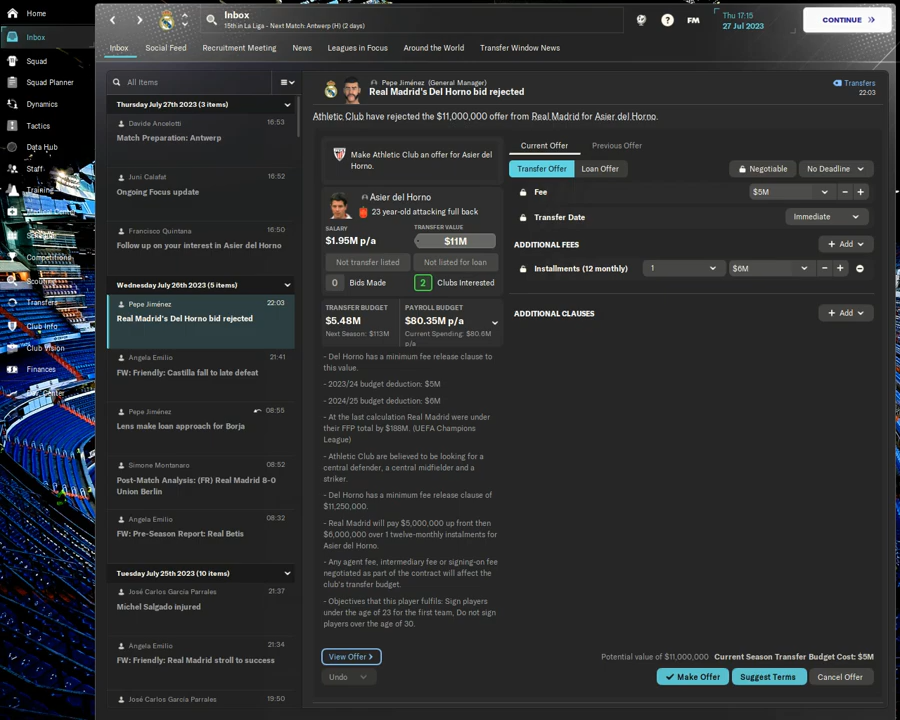 Home
Inbox
Squad
Squad Planner
Dynamics
Tactics
Data Hub
Staff
Training
Medical Centre
Schedule
Competitions
Scouting
Transfers
Club Info
Club Vision
Finances
Dev. Center
Inbox
15th in La Liga - Next Match: Antwerp (H) (2 days)
FM
Thu 17:15
27 Jul 2023
CONTINUE
Inbox
Social Feed
Recruitment Meeting
News
Leagues in Focus
Around the World
Transfer Window News
All Items
Thursday July 27th 2023 (3 items)
Davide Ancelotti 16:53
Match Preparation: Antwerp
Juni Calafat 16:52
Ongoing Focus update
Francisco Quintana 16:50
Follow up on your interest in Asier del Horno
Wednesday July 26th 2023 (5 items)
Pepe Jiménez 22:03
Real Madrid's Del Horno bid rejected
Angela Emilio 21:41
FW: Friendly: Castilla fall to late defeat
Pepe Jiménez 08:55
Lens make loan approach for Borja
Simone Montanaro 08:52
Post-Match Analysis: (FR) Real Madrid 8-0
Union Berlin
Angela Emilio 08:32
FW: Pre-Season Report: Real Betis
Tuesday July 25th 2023 (10 items)
José Carlos García Parrales 21:37
Michel Salgado injured
Angela Emilio 21:34
FW: Friendly: Real Madrid stroll to success
José Carlos García Parrales 19:50
Pepe Jiménez (General Manager)
Real Madrid's Del Horno bid rejected
Transfers
22:03
Athletic Club have rejected the $11,000,000 offer from Real Madrid for Asier del Horno.
Make Athletic Club an offer for Asier del
Horno.
Asier del Horno
23 year-old attacking full back
SALARY
$1.95M p/a
TRANSFER VALUE
$11M
Not transfer listed
Not listed for loan
0 Bids Made
2 Clubs Interested
TRANSFER BUDGET
$5.48M
Next Season: $113M
PAYROLL BUDGET
$80.35M p/a
Current Spending: $80.6M
p/a
- Del Horno has a minimum fee release clause to
this value.
- 2023/24 budget deduction: $5M
- 2024/25 budget deduction: $6M
- At the last calculation Real Madrid were under
their FFP total by $188M. (UEFA Champions
League)
- Athletic Club are believed to be looking for a
central defender, a central midfielder and a
striker.
- Del Horno has a minimum fee release clause of
$11,250,000.
- Real Madrid will pay $5,000,000 up front then
$6,000,000 over 1 twelve-monthly instalments for
Asier del Horno.
- Any agent fee, intermediary fee or signing-on fee
negotiated as part of the contract will affect the
club's transfer budget.
- Objectives that this player fulfils: Sign players
under the age of 23 for the first team, Do not sign
players over the age of 30.
View Offer
Undo
Current Offer
Previous Offer
Transfer Offer
Loan Offer
Negotiable
No Deadline
Fee
$5M
Transfer Date
Immediate
ADDITIONAL FEES
Add
Installments (12 monthly)
1
$6M
ADDITIONAL CLAUSES
Add
Potential value of $11,000,000 Current Season Transfer Budget Cost: $5M
Make Offer
Suggest Terms
Cancel Offer